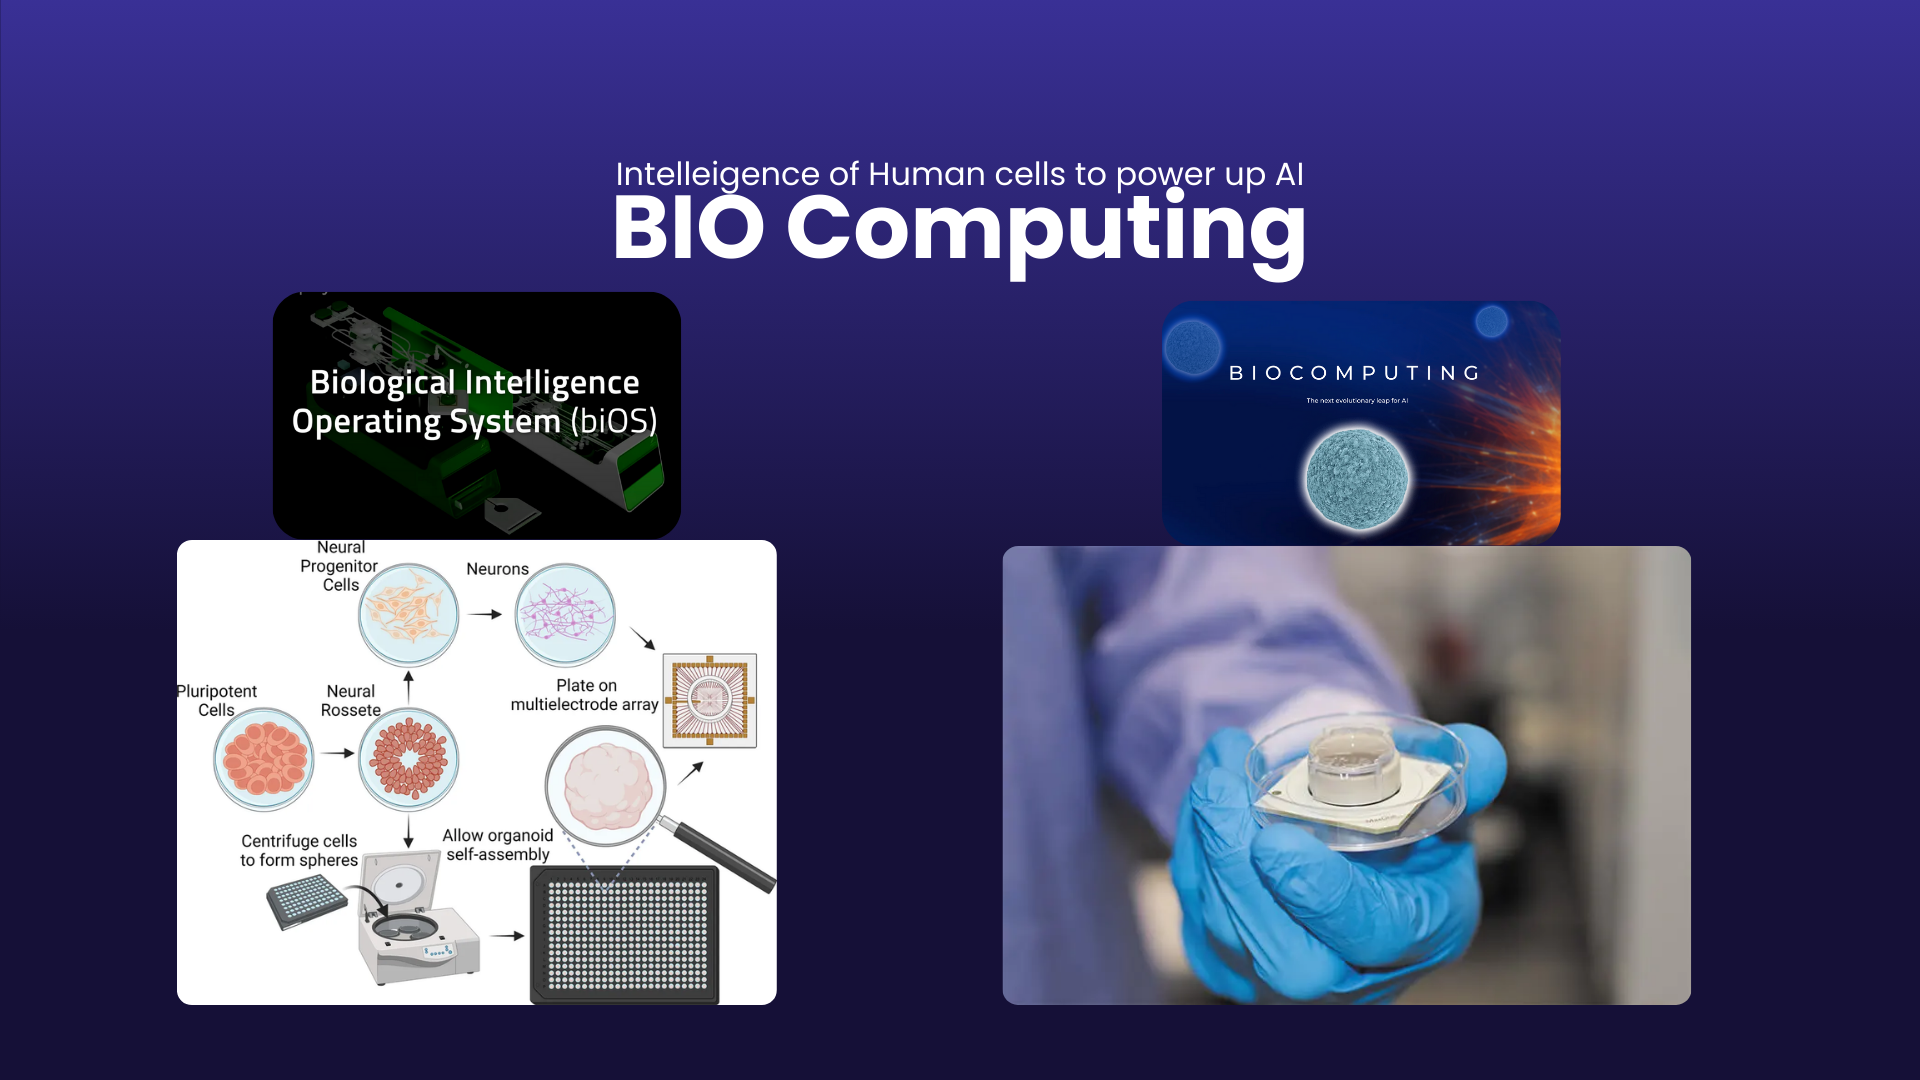 Intelleigence of Human cells to power up AI
BIO Computing
Biological Intelligence
Operating System (biOS)
BIOCOMPUTING
The next evolutionary leap for AI
Neural
Progenitor
Cells
Neurons
Pluripotent
Cells
Neural
Rossete
Plate on
multielectrode array
Centrifuge cells
to form spheres
Allow organoid
self-assembly